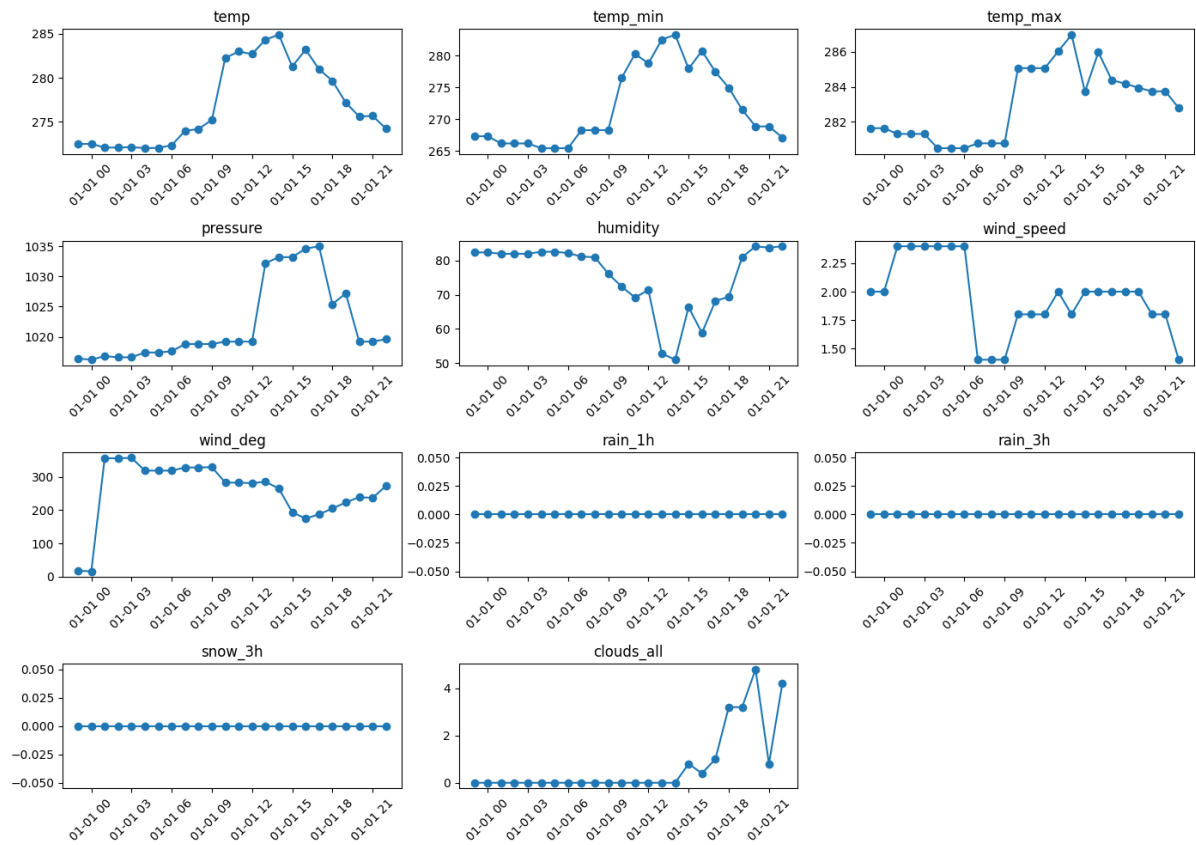 temp temp_min temp_max
285
280
275
280
275
270
265
286
284
282
01-01 00 01-01 03 01-01 06 01-01 09 01-01 12 01-01 15 01-01 18 01-01 21
01-01 00 01-01 03 01-01 06 01-01 09 01-01 12 01-01 15 01-01 18 01-01 21
01-01 00 01-01 03 01-01 06 01-01 09 01-01 12 01-01 15 01-01 18 01-01 21
pressure humidity wind_speed
1035
1030
1025
1020
80
70
60
50
2.25
2.00
1.75
1.50
01-01 00 01-01 03 01-01 06 01-01 09 01-01 12 01-01 15 01-01 18 01-01 21
01-01 00 01-01 03 01-01 06 01-01 09 01-01 12 01-01 15 01-01 18 01-01 21
01-01 00 01-01 03 01-01 06 01-01 09 01-01 12 01-01 15 01-01 18 01-01 21
wind_deg rain_1h rain_3h
300
200
100
0
0.050
0.025
0.000
−0.025
−0.050
0.050
0.025
0.000
−0.025
−0.050
01-01 00 01-01 03 01-01 06 01-01 09 01-01 12 01-01 15 01-01 18 01-01 21
01-01 00 01-01 03 01-01 06 01-01 09 01-01 12 01-01 15 01-01 18 01-01 21
01-01 00 01-01 03 01-01 06 01-01 09 01-01 12 01-01 15 01-01 18 01-01 21
snow_3h clouds_all
0.050
0.025
0.000
−0.025
−0.050
4
2
0
01-01 00 01-01 03 01-01 06 01-01 09 01-01 12 01-01 15 01-01 18 01-01 21
01-01 00 01-01 03 01-01 06 01-01 09 01-01 12 01-01 15 01-01 18 01-01 21